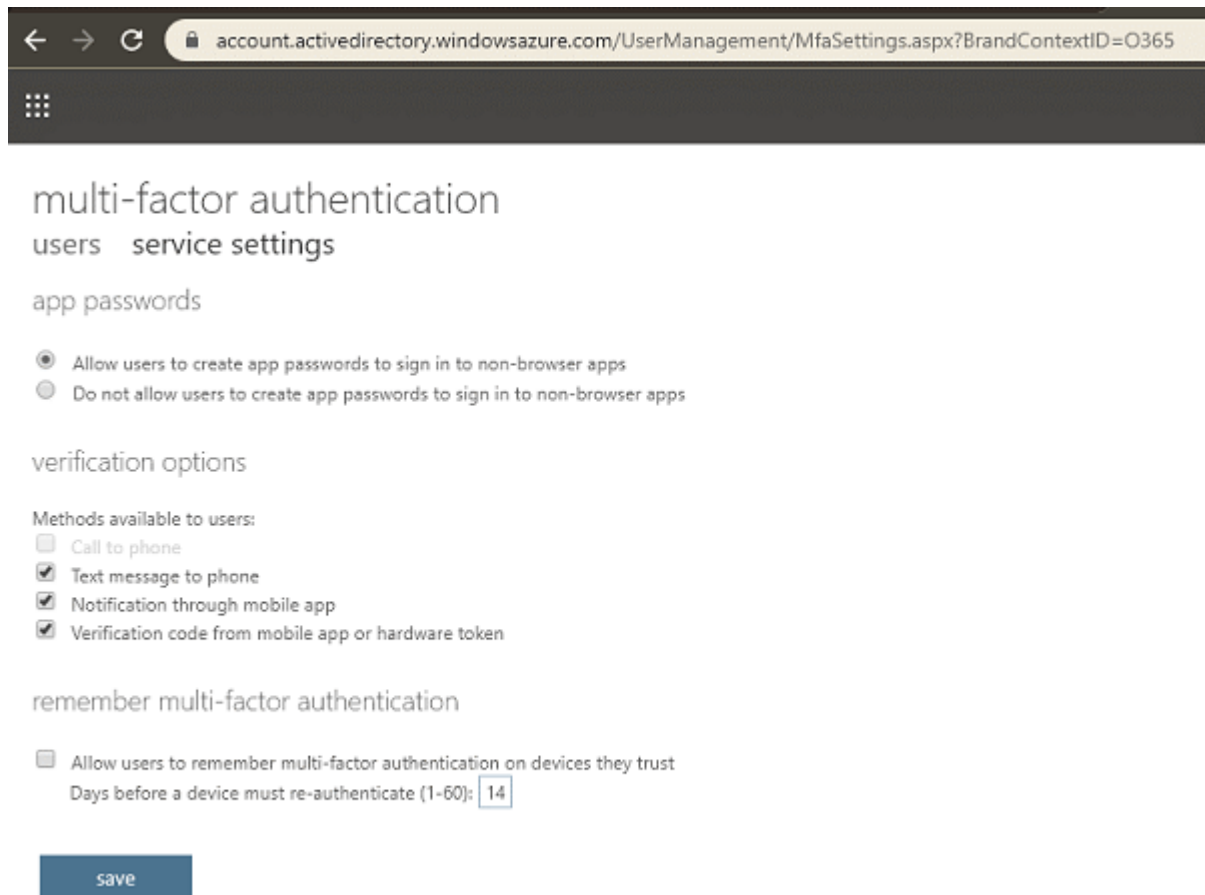 account.activedirectory.windowsazure.com/UserManagement/MfaSettings.aspx?BrandContextID=O365
multi-factor authentication
users service settings
app passwords
Allow users to create app passwords to sign in to non-browser apps
Do not allow users to create app passwords to sign in to non-browser apps
verification options
Methods available to users:
Call to phone
Text message to phone
Notification through mobile app
Verification code from mobile app or hardware token
remember multi-factor authentication
Allow users to remember multi-factor authentication on devices they trust
Days before a device must re-authenticate (1-60): 14
save